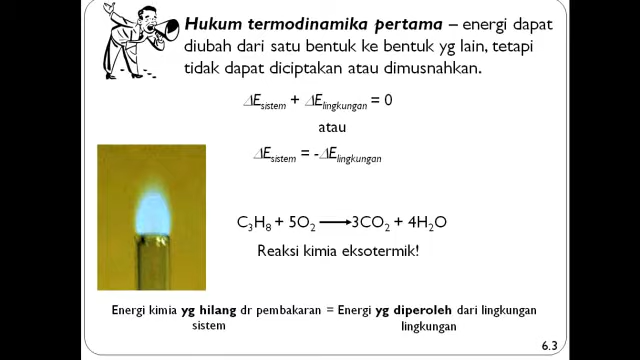 Hukum termodinamika pertama – energi dapat
diubah dari satu bentuk ke bentuk yg lain, tetapi
tidak dapat diciptakan atau dimusnahkan.
ΔEsistem + ΔElingkungan = 0
atau
ΔEsistem = -ΔElingkungan
C3H8 + 5O2 ⟶ 3CO2 + 4H2O
Reaksi kimia eksotermik!
Energi kimia yg hilang dr pembakaran = Energi yg diperoleh dari lingkungan
sistem lingkungan
6.3